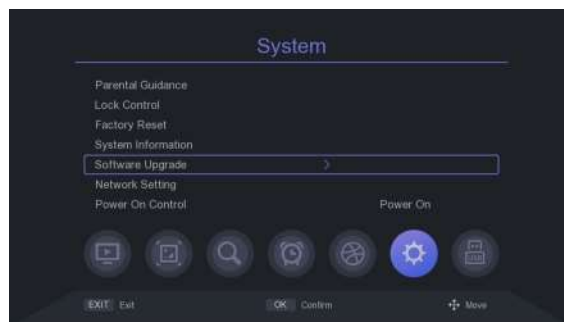 System
Parental Guidance
Lock Control
Factory Reset
System Information
Software Upgrade >
Network Setting
Power On Control Power On
USB
EXIT Exit OK Confirm Move